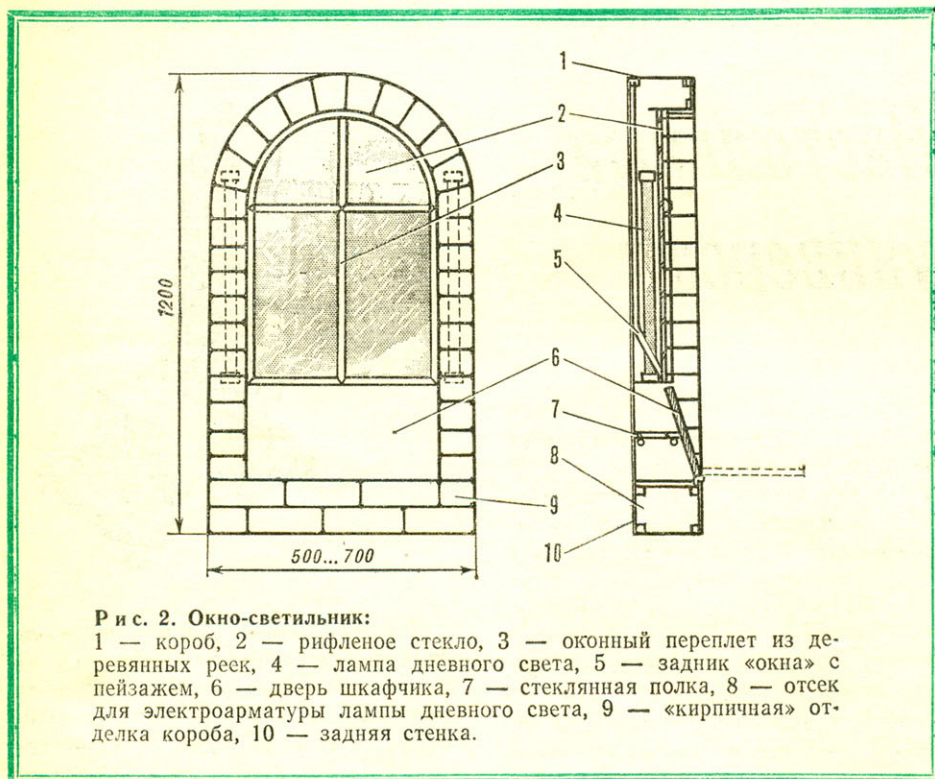 1
2
3
4
5
6
7
8
9
10
1200
500...700
Рис. 2. Окно-светильник:
1 — короб, 2 — рифленое стекло, 3 — оконный переплет из де-
ревянных реек, 4 — лампа дневного света, 5 — задник «окна» с
пейзажем, 6 — дверь шкафчика, 7 — стеклянная полка, 8 — отсек
для электроарматуры лампы дневного света, 9 — «кирпичная» от-
делка короба, 10 — задняя стенка.